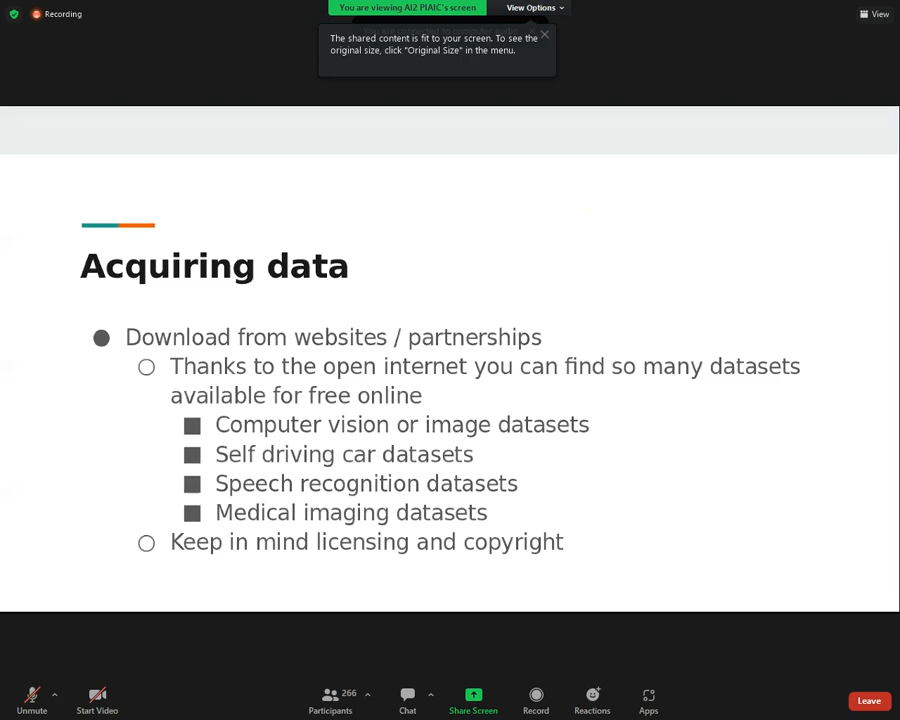 Recording
You are viewing AI2 PIAIC's screen
View Options
View
The shared content is fit to your screen. To see the
original size, click "Original Size" in the menu.
Acquiring data
Download from websites / partnerships
Thanks to the open internet you can find so many datasets
available for free online
Computer vision or image datasets
Self driving car datasets
Speech recognition datasets
Medical imaging datasets
Keep in mind licensing and copyright
266
Unmute
Start Video
Participants
Chat
Share Screen
Record
Reactions
Apps
Leave